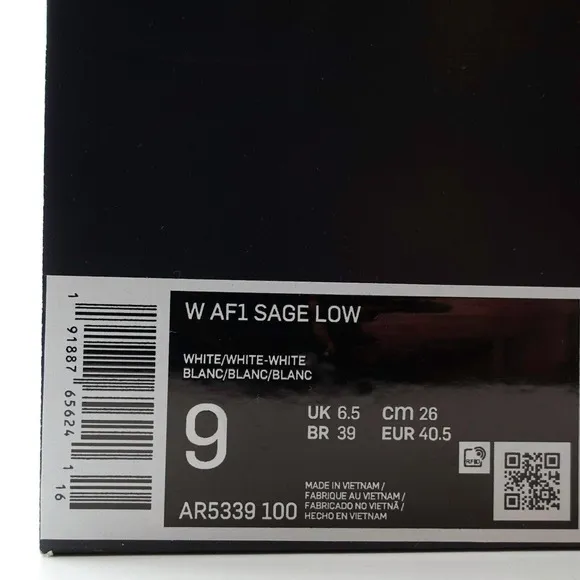 W AF1 SAGE LOW
WHITE/WHITE-WHITE
BLANC/BLANC/BLANC
9
UK 6.5 cm 26
BR 39 EUR 40.5
RFID
MADE IN VIETNAM /
FABRIQUE AU VIETNAM /
FABRICADO NO VIETNÃ /
HECHO EN VIETNAM
AR5339 100
1 91887 65624 1 16